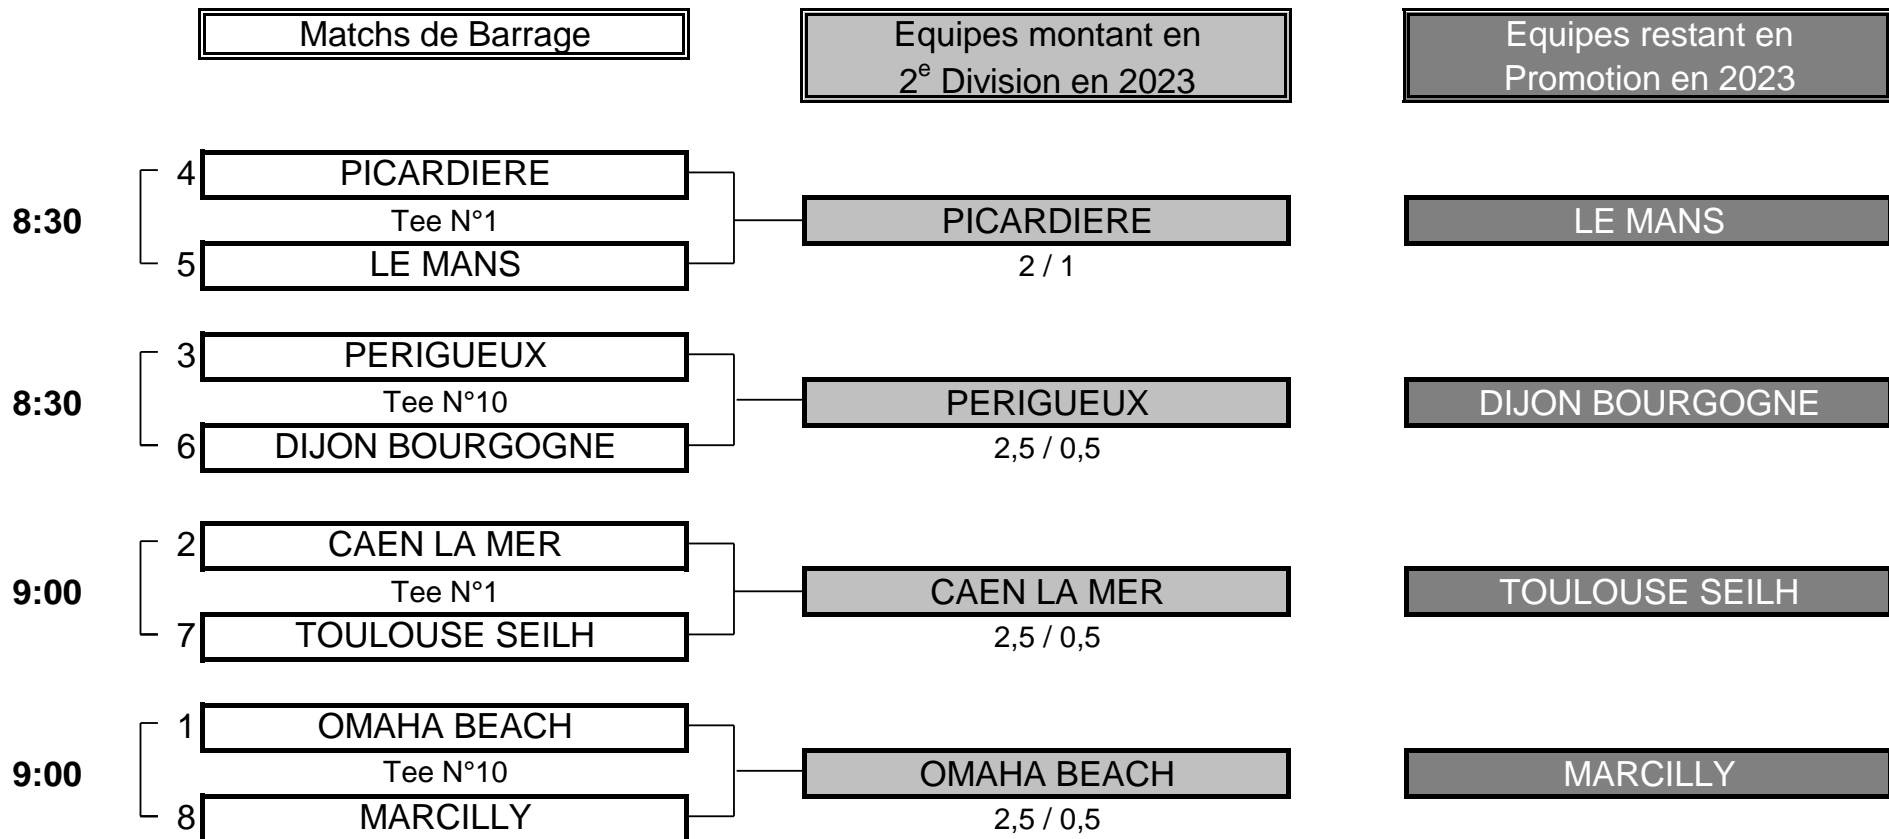 Matchs de Barrage
Equipes montant en
2e Division en 2023
Equipes restant en
Promotion en 2023
4 PICARDIERE
8:30 Tee N°1 PICARDIERE LE MANS
5 LE MANS 2 / 1
3 PERIGUEUX
8:30 Tee N°10 PERIGUEUX DIJON BOURGOGNE
6 DIJON BOURGOGNE 2,5 / 0,5
2 CAEN LA MER
9:00 Tee N°1 CAEN LA MER TOULOUSE SEILH
7 TOULOUSE SEILH 2,5 / 0,5
1 OMAHA BEACH
9:00 Tee N°10 OMAHA BEACH MARCILLY
8 MARCILLY 2,5 / 0,5